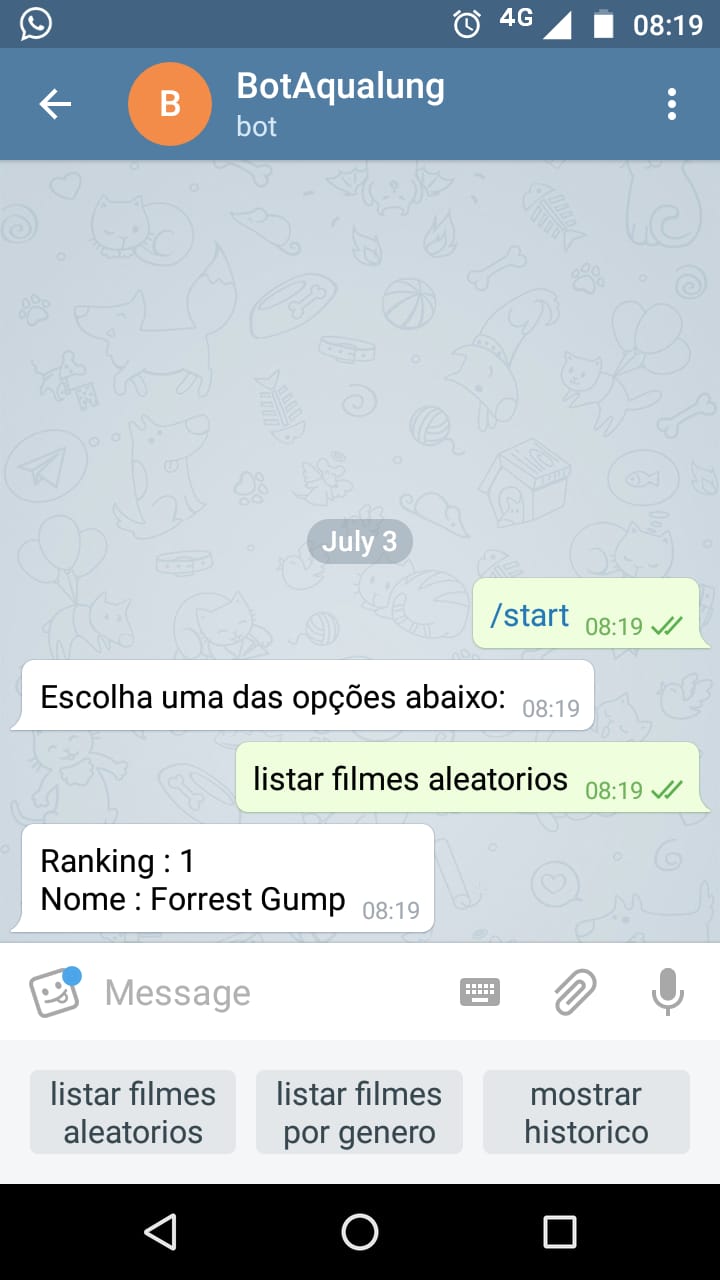 4G 08:19
B
BotAqualung
bot
July 3
/start 08:19
Escolha uma das opções abaixo: 08:19
listar filmes aleatorios 08:19
Ranking : 1
Nome : Forrest Gump 08:19
Message
listar filmes
aleatorios
listar filmes
por genero
mostrar
historico